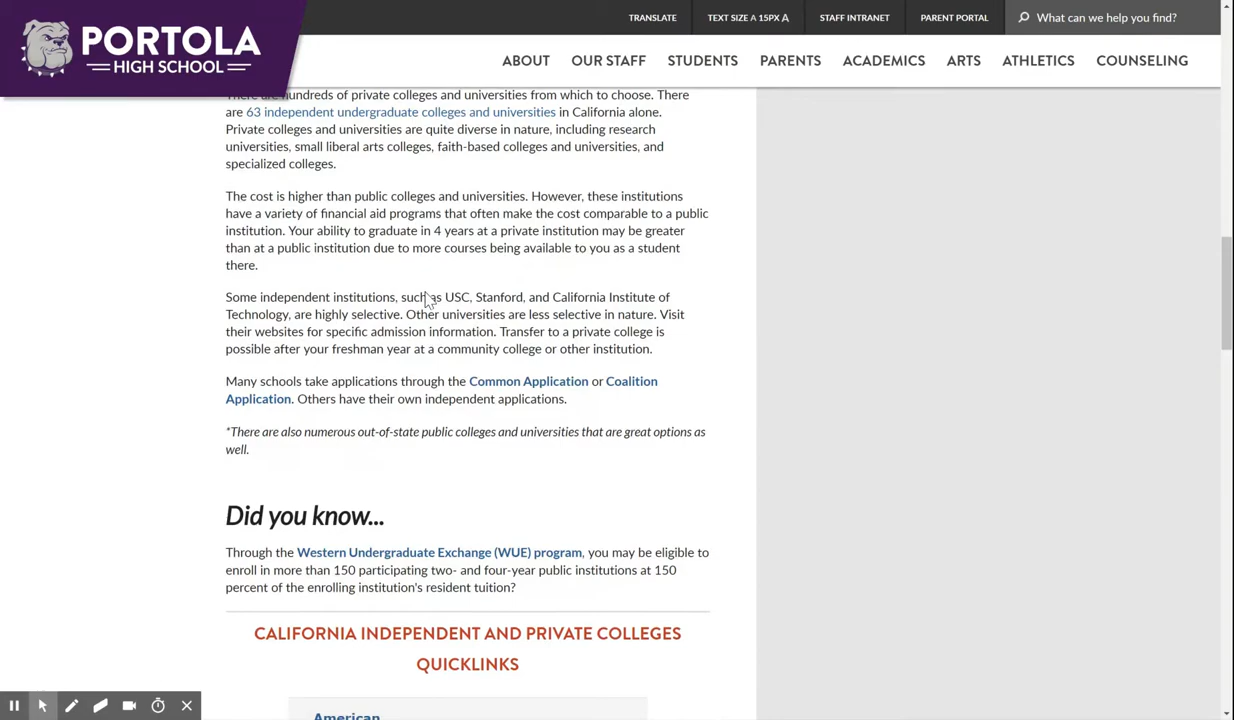 PORTOLA
HIGH SCHOOL
TRANSLATE
TEXT SIZE A 15PX A
STAFF INTRANET
PARENT PORTAL
What can we help you find?
ABOUT
OUR STAFF
STUDENTS
PARENTS
ACADEMICS
ARTS
ATHLETICS
COUNSELING
There are hundreds of private colleges and universities from which to choose. There
are 63 independent undergraduate colleges and universities in California alone.
Private colleges and universities are quite diverse in nature, including research
universities, small liberal arts colleges, faith-based colleges and universities, and
specialized colleges.
The cost is higher than public colleges and universities. However, these institutions
have a variety of financial aid programs that often make the cost comparable to a public
institution. Your ability to graduate in 4 years at a private institution may be greater
than at a public institution due to more courses being available to you as a student
there.
Some independent institutions, such as USC, Stanford, and California Institute of
Technology, are highly selective. Other universities are less selective in nature. Visit
their websites for specific admission information. Transfer to a private college is
possible after your freshman year at a community college or other institution.
Many schools take applications through the Common Application or Coalition
Application. Others have their own independent applications.
*There are also numerous out-of-state public colleges and universities that are great options as
well.
Did you know...
Through the Western Undergraduate Exchange (WUE) program, you may be eligible to
enroll in more than 150 participating two- and four-year public institutions at 150
percent of the enrolling institution's resident tuition?
CALIFORNIA INDEPENDENT AND PRIVATE COLLEGES
QUICKLINKS
American